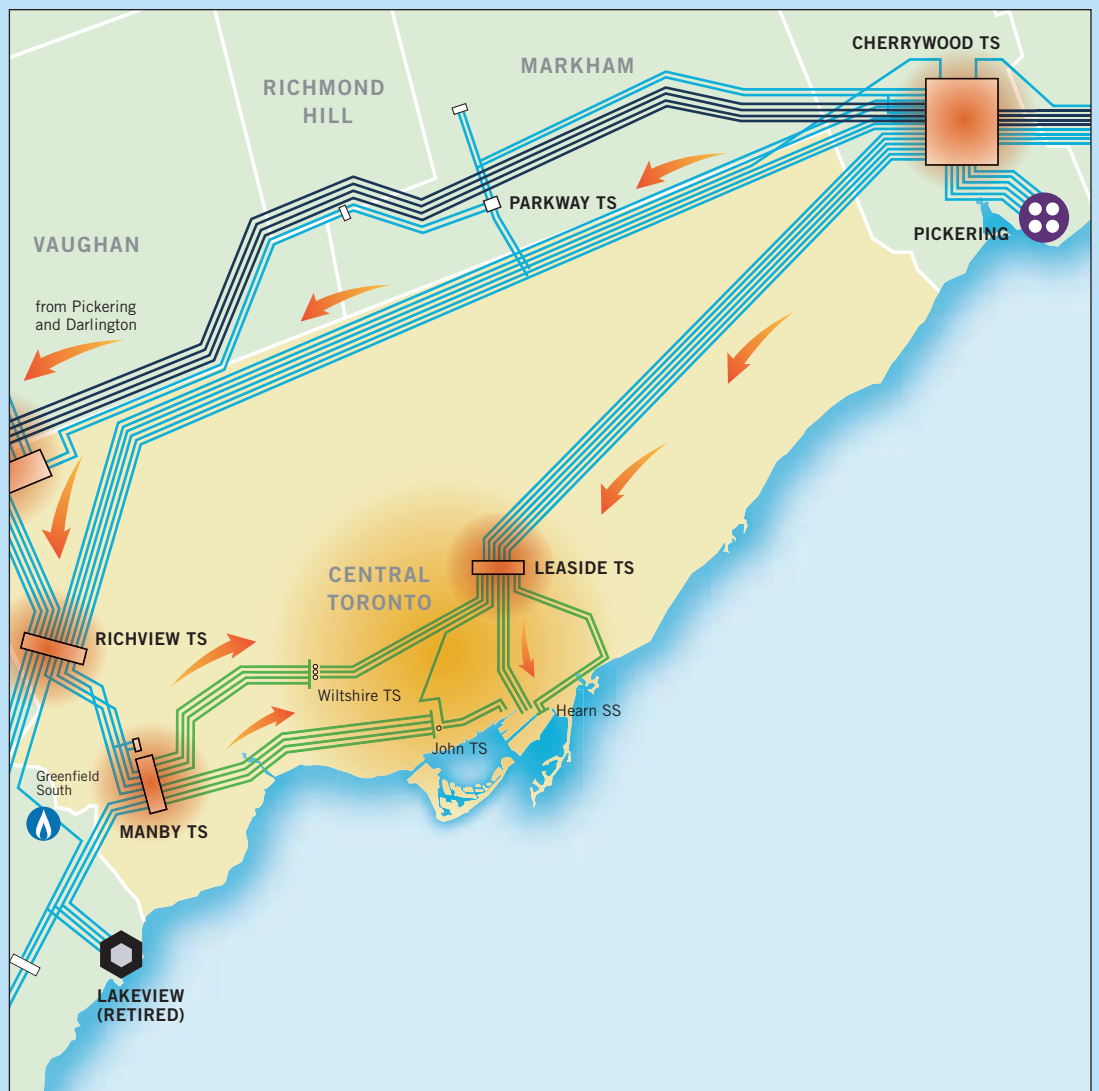 CHERRYWOOD TS
MARKHAM
RICHMOND
HILL
PARKWAY TS
PICKERING
VAUGHAN
from Pickering
and Darlington
LEASIDE TS
CENTRAL
TORONTO
RICHVIEW TS
Wiltshire TS
Hearn SS
John TS
Greenfield
South
MANBY TS
LAKEVIEW
(RETIRED)